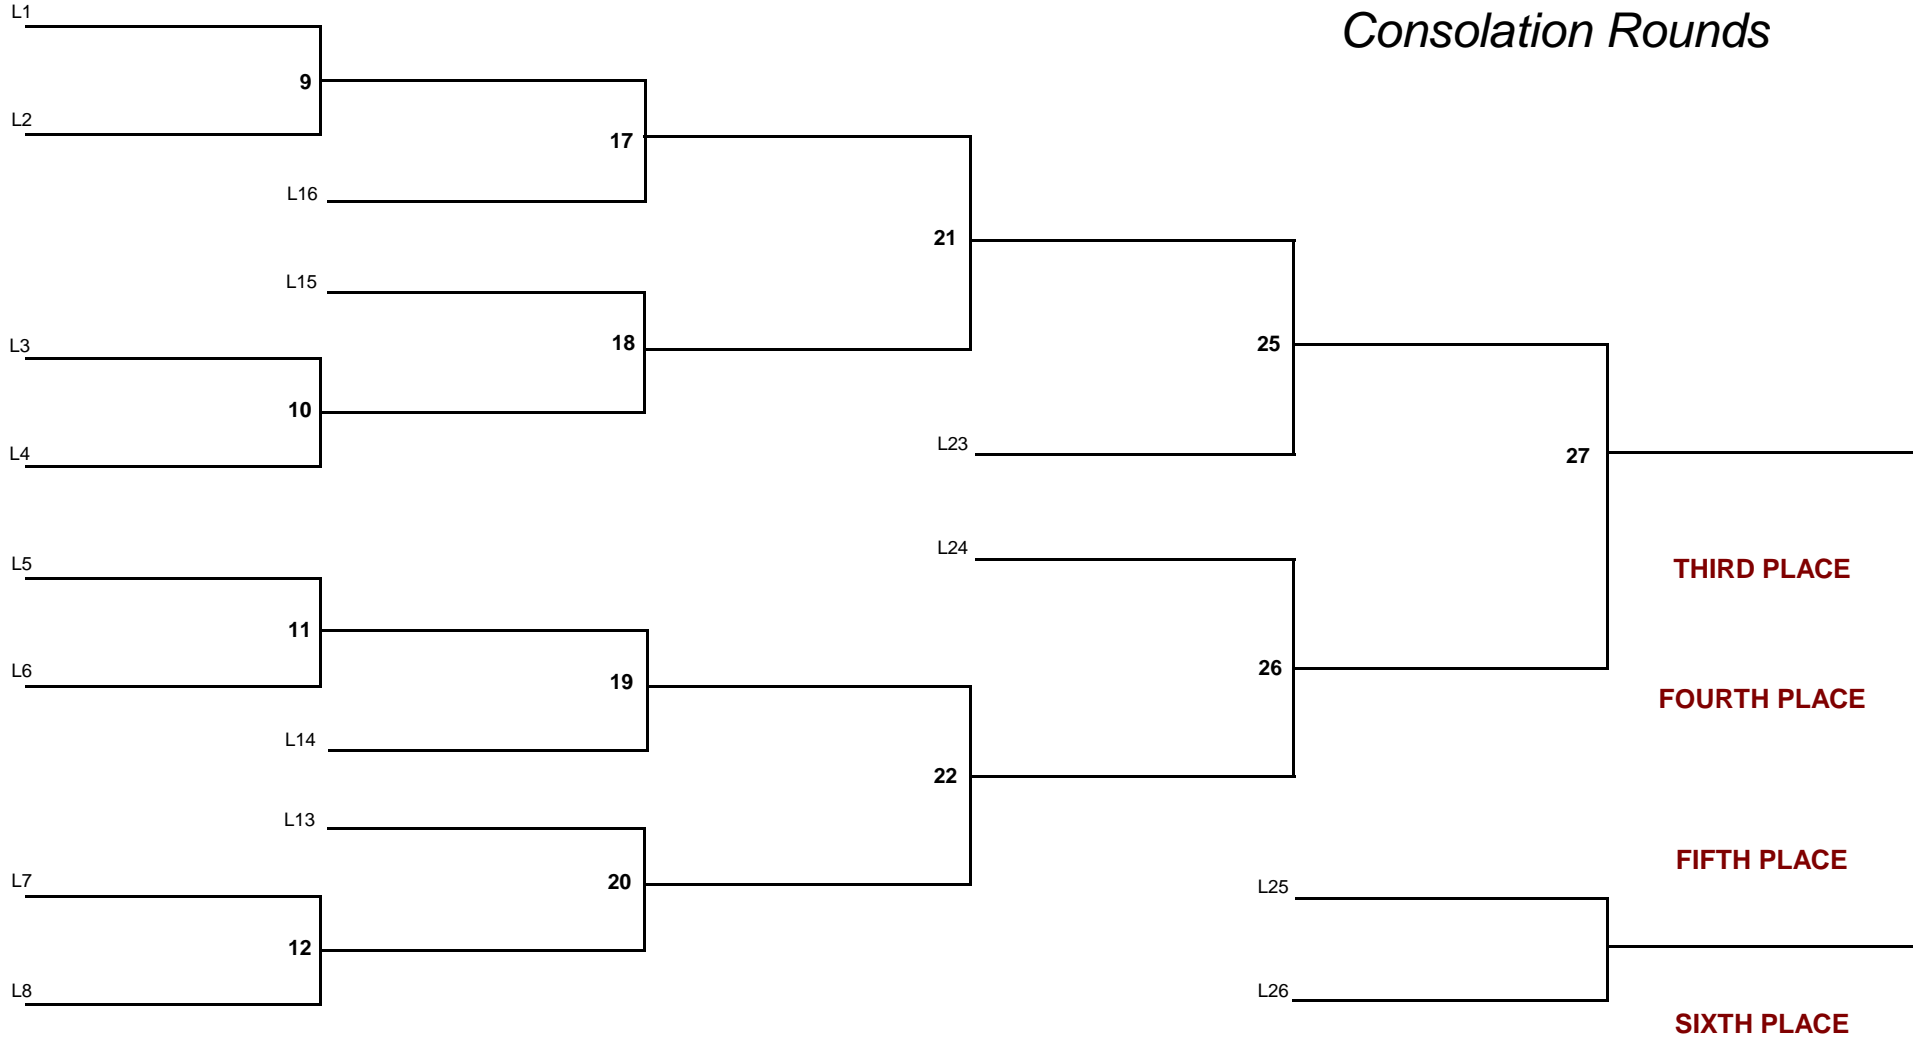 L1
Consolation Rounds
9
L2
17
L16
21
L15
L3
18
25
10
L23
L4
27
L24
L5
THIRD PLACE
11
L6
26
19
FOURTH PLACE
L14
22
L13
FIFTH PLACE
L7
20
L25
12
L8
L26
SIXTH PLACE